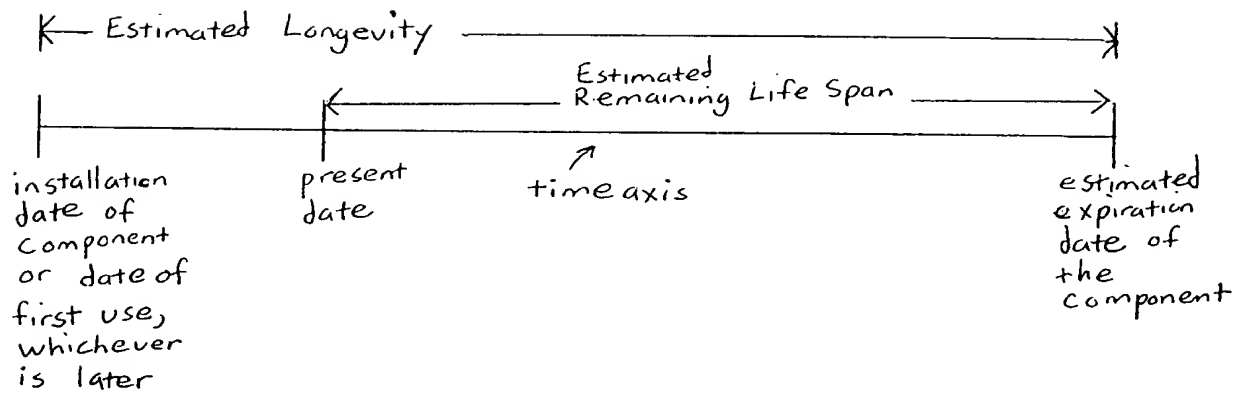 Estimated Longevity
Estimated
Remaining Life Span
installation
date of
component
or date of
first use,
whichever
is later
present
date
time axis
estimated
expiration
date of
the
component